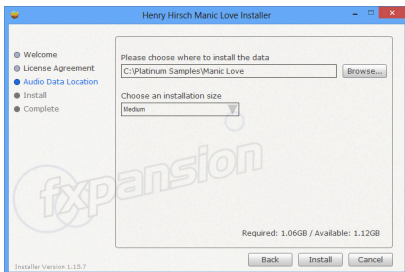 Henry Hirsch Manic Love Installer
Welcome
License Agreement
Audio Data Location
Install
Complete
Please choose where to install the data
C:\Platinum Samples\Manic Love
Browse...
Choose an installation size
Medium
fxpansion
Required: 1.06GB / Available: 1.12GB
Installer Version 1.15.7
Back
Install
Cancel